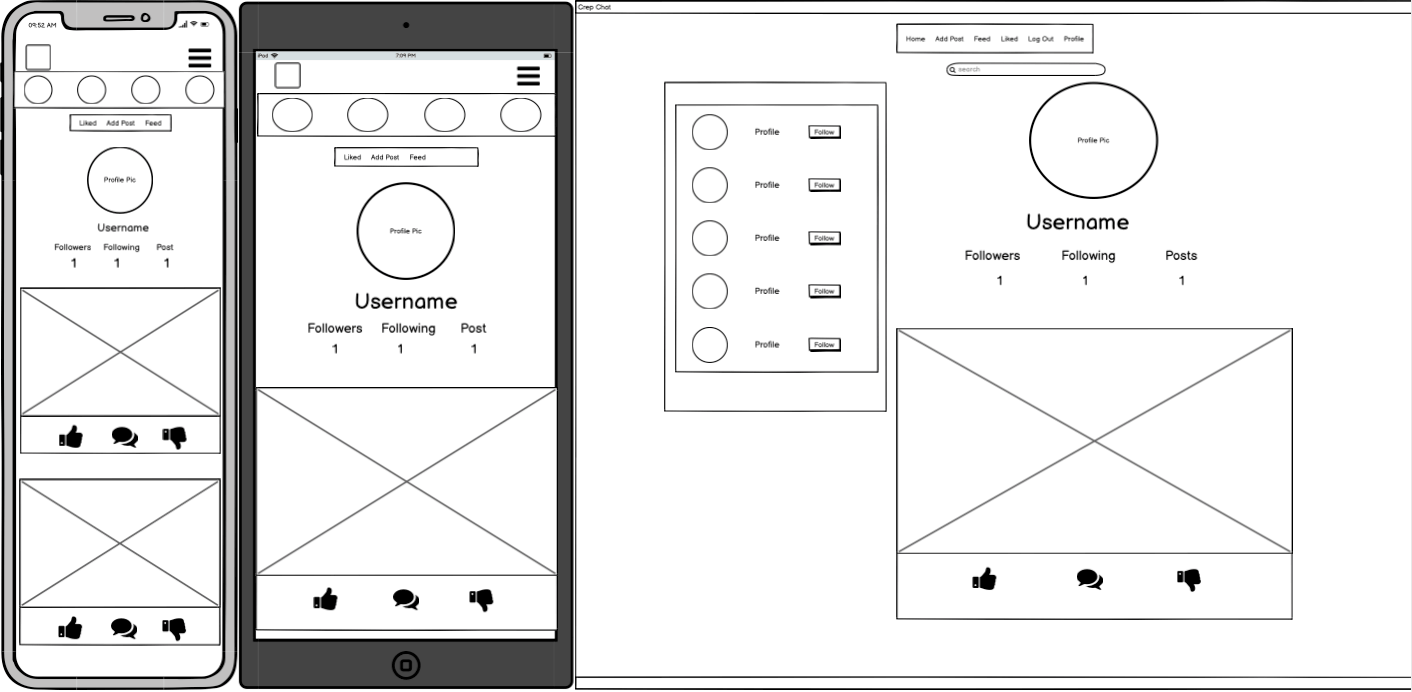 09:52 AM
Liked Add Post Feed
Profile Pic
Username
Followers Following Post
1 1 1
iPod 7:09 PM
Liked Add Post Feed
Profile Pic
Username
Followers Following Post
1 1 1
Crep Chat
Home Add Post Feed Liked Log Out Profile
search
Profile Follow
Profile Follow
Profile Follow
Profile Follow
Profile Follow
Profile Pic
Username
Followers Following Posts
1 1 1